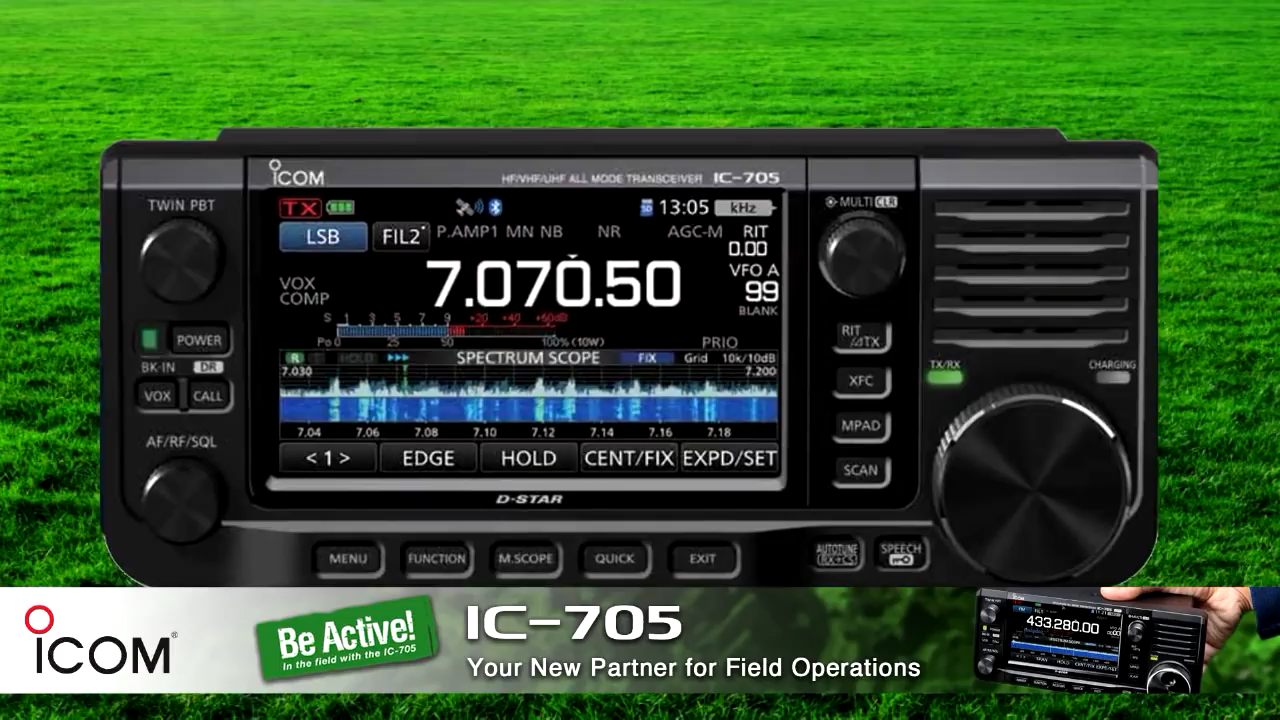 ICOM
HF/VHF/UHF ALL MODE TRANSCEIVER IC-705
TWIN PBT
MULTI CLR
TX
SD 13:05 kHz
LSB FIL2 P.AMP1 MN NB NR AGC-M RIT
0.00
7.070.50
VFO A
99
BLANK
VOX
COMP
S 1 3 5 7 9 +20 +40 +60dB
Po 0 25 50 100% (10W)
PRIO
R HOLD SPECTRUM SCOPE FIX Grid 10k/10dB
7.030 7.200
7.04 7.06 7.08 7.10 7.12 7.14 7.16 7.18
< 1 > EDGE HOLD CENT/FIX EXPD/SET
D-STAR
POWER
BK-IN DR
VOX CALL
AF/RF/SQL
RIT
/ΔTX
XFC
MPAD
SCAN
TX/RX CHARGING
MENU FUNCTION M.SCOPE QUICK EXIT
AUTOTUNE
RX→CS
SPEECH
ICOM®
Be Active!
In the field with the IC-705
IC-705
Your New Partner for Field Operations
433.280.00